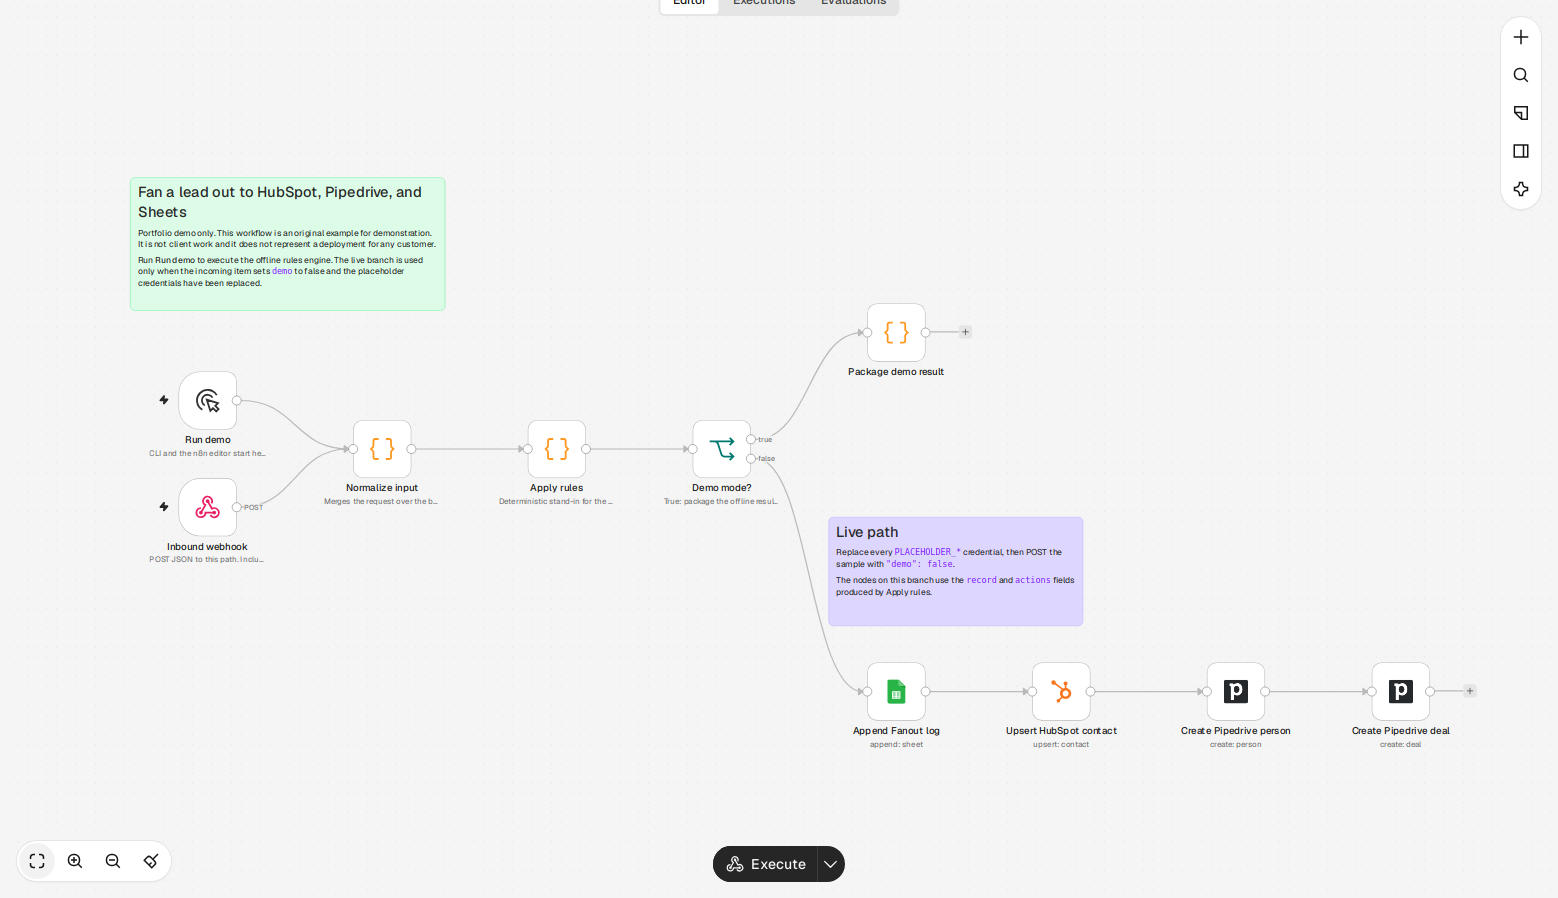 Editor Executions Evaluations
Fan a lead out to HubSpot, Pipedrive, and
Sheets
Portfolio demo only. This workflow is an original example for demonstration.
It is not client work and it does not represent a deployment for any customer.
Run Run demo to execute the offline rules engine. The live branch is used
only when the incoming item sets demo to false and the placeholder
credentials have been replaced.
Package demo result
Run demo
CLI and the n8n editor start he...
POST
Inbound webhook
POST JSON to this path. Inclu...
Normalize input
Merges the request over the b...
Apply rules
Deterministic stand-in for the ...
true
false
Demo mode?
True: package the offline resul...
Live path
Replace every PLACEHOLDER_* credential, then POST the
sample with "demo": false.
The nodes on this branch use the record and actions fields
produced by Apply rules.
Append Fanout log
append: sheet
Upsert HubSpot contact
upsert: contact
Create Pipedrive person
create: person
Create Pipedrive deal
create: deal
Execute